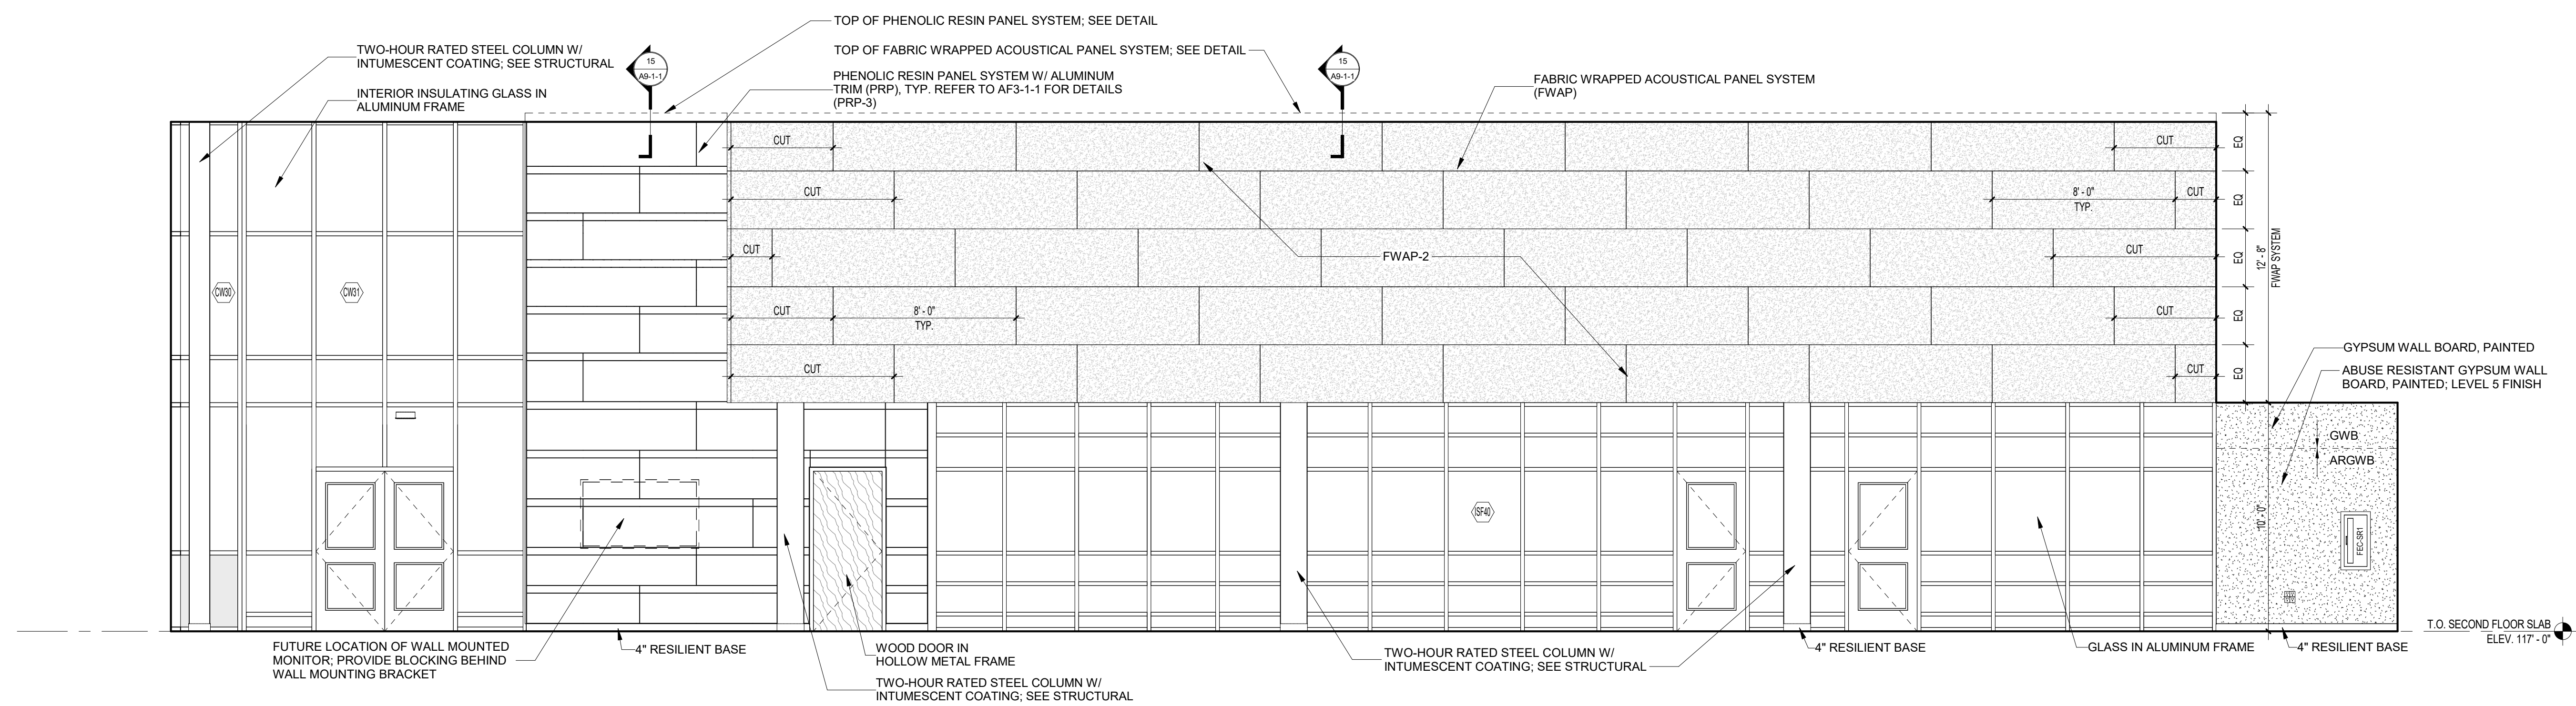 TOP OF PHENOLIC RESIN PANEL SYSTEM; SEE DETAIL
TWO-HOUR RATED STEEL COLUMN W/
INTUMESCENT COATING; SEE STRUCTURAL
15
A9-1-1
TOP OF FABRIC WRAPPED ACOUSTICAL PANEL SYSTEM; SEE DETAIL
15
A9-1-1
INTERIOR INSULATING GLASS IN
ALUMINUM FRAME
PHENOLIC RESIN PANEL SYSTEM W/ ALUMINUM
TRIM (PRP), TYP. REFER TO AF3-1-1 FOR DETAILS
(PRP-3)
FABRIC WRAPPED ACOUSTICAL PANEL SYSTEM
(FWAP)
CUT
CUT
EQ
CUT
8' - 0"
TYP.
CUT
EQ
CUT
FWAP-2
CUT
EQ
12' - 8"
FWAP SYSTEM
CW30
CW31
CUT
8' - 0"
TYP.
CUT
EQ
CUT
CUT
EQ
GYPSUM WALL BOARD, PAINTED
ABUSE RESISTANT GYPSUM WALL
BOARD, PAINTED; LEVEL 5 FINISH
GWB
ARGWB
ISF40
10' - 0"
FEC-SR1
T.O. SECOND FLOOR SLAB
ELEV. 117' - 0"
FUTURE LOCATION OF WALL MOUNTED
MONITOR; PROVIDE BLOCKING BEHIND
WALL MOUNTING BRACKET
4" RESILIENT BASE
WOOD DOOR IN
HOLLOW METAL FRAME
TWO-HOUR RATED STEEL COLUMN W/
INTUMESCENT COATING; SEE STRUCTURAL
TWO-HOUR RATED STEEL COLUMN W/
INTUMESCENT COATING; SEE STRUCTURAL
4" RESILIENT BASE
GLASS IN ALUMINUM FRAME
4" RESILIENT BASE